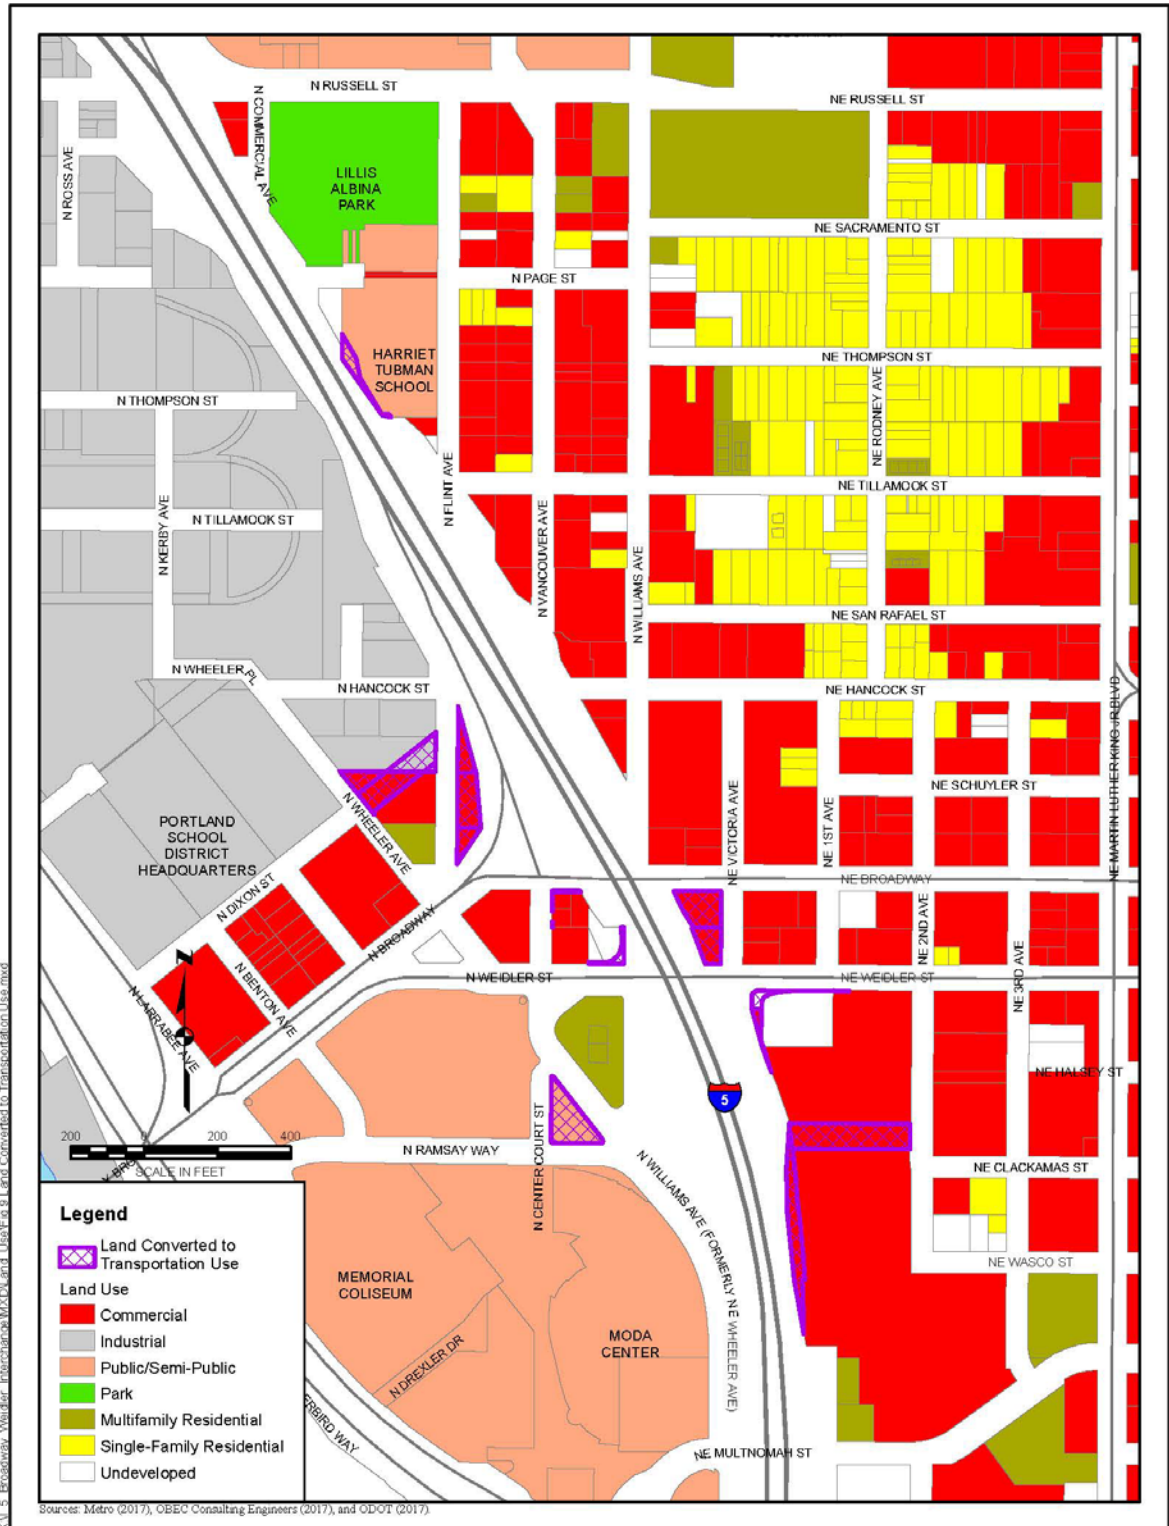 N RUSSELL ST
NE RUSSELL ST
N COMMERCIAL AVE
N ROSS AVE
LILLIS
ALBINA
PARK
NE SACRAMENTO ST
N PAGE ST
HARRIET
TUBMAN
SCHOOL
NE THOMPSON ST
N THOMPSON ST
NE RODNEY AVE
N FLINT AVE
NE TILLAMOOK ST
N TILLAMOOK ST
N KERBY AVE
N VANCOUVER AVE
N WILLIAMS AVE
NE SAN RAFAEL ST
N WHEELER PL
N HANCOCK ST
NE HANCOCK ST
NE MARTIN LUTHER KING JR BLVD
NE SCHUYLER ST
NE VICTORIA AVE
NE 1ST AVE
N WHEELER AVE
PORTLAND
SCHOOL
DISTRICT
HEADQUARTERS
NE BROADWAY
N DIXON ST
N BROADWAY
NE 2ND AVE
N BENTON AVE
N WEIDLER ST
NE WEIDLER ST
NE 3RD AVE
N LARRABEE AVE
Z
NE HALSEY ST
5
200 0 200 400
SCALE IN FEET
N RAMSAY WAY
N CENTER COURT ST
N WILLIAMS AVE (FORMERLY NE WHEELER AVE)
NE CLACKAMAS ST
NE WASCO ST
MEMORIAL
COLISEUM
MODA
CENTER
N DREXLER DR
ERBIRD WAY
NE MULTNOMAH ST
Legend
Land Converted to
Transportation Use
Land Use
Commercial
Industrial
Public/Semi-Public
Park
Multifamily Residential
Single-Family Residential
Undeveloped
Sources: Metro (2017), OBEC Consulting Engineers (2017), and ODOT (2017).